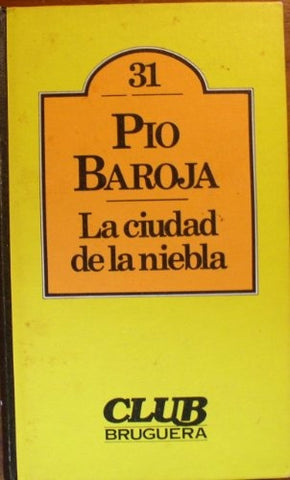 31
PIO
BAROJA
La ciudad
de la niebla
CLUB
BRUGUERA